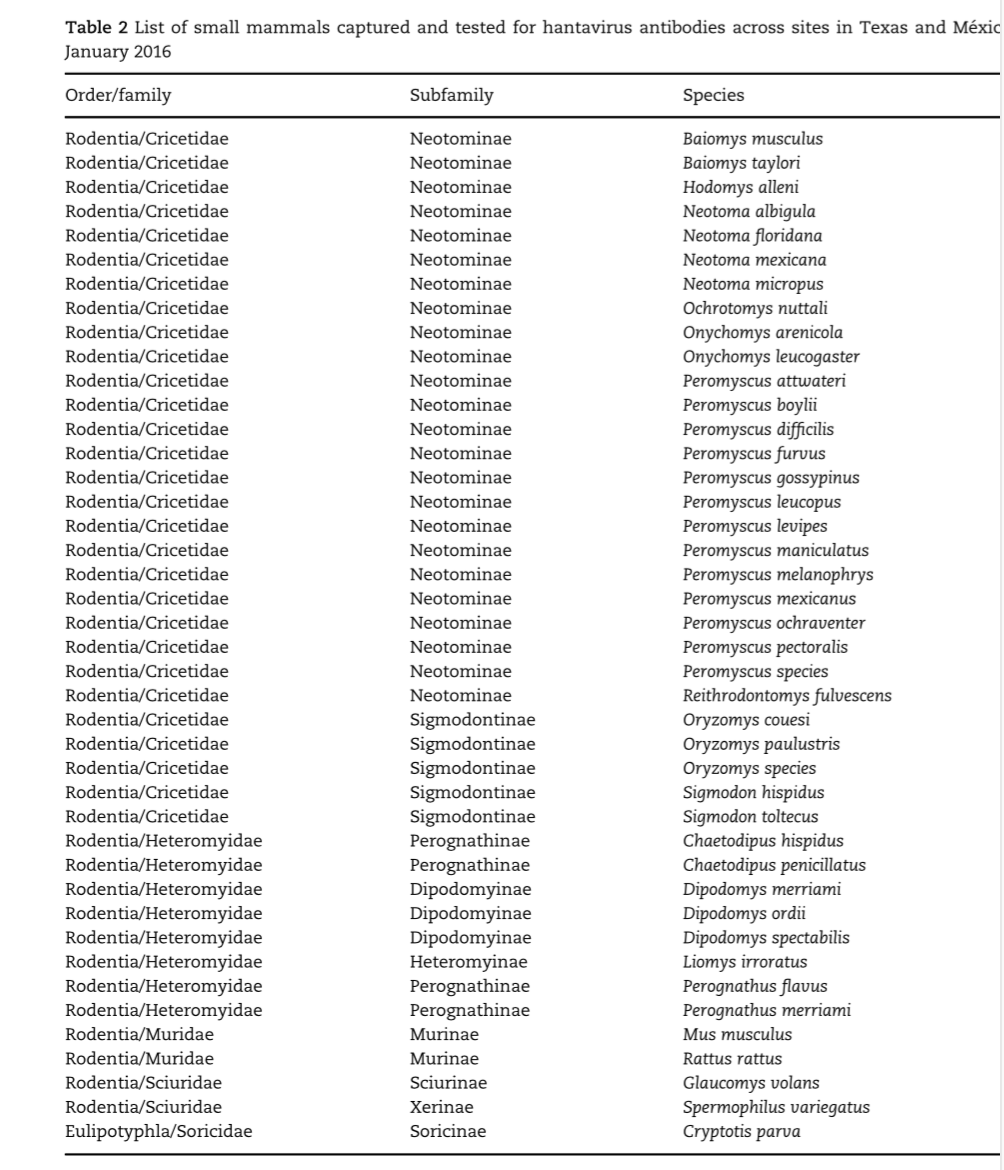 Table 2 List of small mammals captured and tested for hantavirus antibodies across sites in Texas and Méxic
January 2016
Order/family Subfamily Species
Rodentia/Cricetidae Neotominae Baiomys musculus
Rodentia/Cricetidae Neotominae Baiomys taylori
Rodentia/Cricetidae Neotominae Hodomys alleni
Rodentia/Cricetidae Neotominae Neotoma albigula
Rodentia/Cricetidae Neotominae Neotoma floridana
Rodentia/Cricetidae Neotominae Neotoma mexicana
Rodentia/Cricetidae Neotominae Neotoma micropus
Rodentia/Cricetidae Neotominae Ochrotomys nuttali
Rodentia/Cricetidae Neotominae Onychomys arenicola
Rodentia/Cricetidae Neotominae Onychomys leucogaster
Rodentia/Cricetidae Neotominae Peromyscus attwateri
Rodentia/Cricetidae Neotominae Peromyscus boylii
Rodentia/Cricetidae Neotominae Peromyscus difficilis
Rodentia/Cricetidae Neotominae Peromyscus furvus
Rodentia/Cricetidae Neotominae Peromyscus gossypinus
Rodentia/Cricetidae Neotominae Peromyscus leucopus
Rodentia/Cricetidae Neotominae Peromyscus levipes
Rodentia/Cricetidae Neotominae Peromyscus maniculatus
Rodentia/Cricetidae Neotominae Peromyscus melanophrys
Rodentia/Cricetidae Neotominae Peromyscus mexicanus
Rodentia/Cricetidae Neotominae Peromyscus ochraventer
Rodentia/Cricetidae Neotominae Peromyscus pectoralis
Rodentia/Cricetidae Neotominae Peromyscus species
Rodentia/Cricetidae Neotominae Reithrodontomys fulvescens
Rodentia/Cricetidae Sigmodontinae Oryzomys couesi
Rodentia/Cricetidae Sigmodontinae Oryzomys paulustris
Rodentia/Cricetidae Sigmodontinae Oryzomys species
Rodentia/Cricetidae Sigmodontinae Sigmodon hispidus
Rodentia/Cricetidae Sigmodontinae Sigmodon toltecus
Rodentia/Heteromyidae Perognathinae Chaetodipus hispidus
Rodentia/Heteromyidae Perognathinae Chaetodipus penicillatus
Rodentia/Heteromyidae Dipodomyinae Dipodomys merriami
Rodentia/Heteromyidae Dipodomyinae Dipodomys ordii
Rodentia/Heteromyidae Dipodomyinae Dipodomys spectabilis
Rodentia/Heteromyidae Heteromyinae Liomys irroratus
Rodentia/Heteromyidae Perognathinae Perognathus flavus
Rodentia/Heteromyidae Perognathinae Perognathus merriami
Rodentia/Muridae Murinae Mus musculus
Rodentia/Muridae Murinae Rattus rattus
Rodentia/Sciuridae Sciurinae Glaucomys volans
Rodentia/Sciuridae Xerinae Spermophilus variegatus
Eulipotyphla/Soricidae Soricinae Cryptotis parva